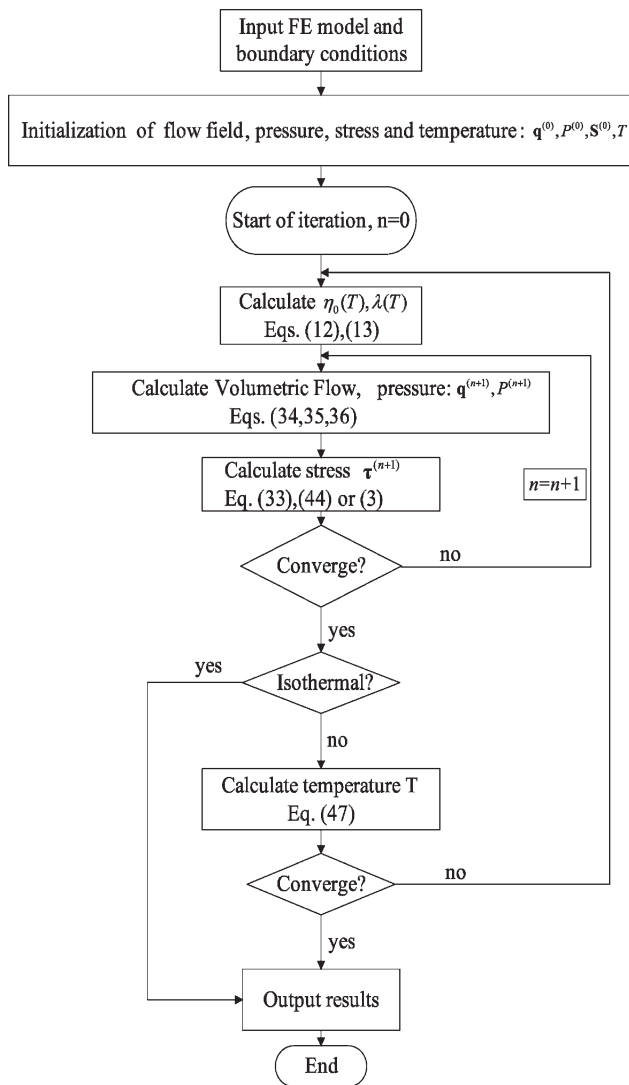 Input FE model and
boundary conditions
Initialization of flow field, pressure, stress and temperature: q⁽⁰⁾,P⁽⁰⁾,S⁽⁰⁾,T
Start of iteration, n=0
Calculate η₀(T),λ(T)
Eqs. (12),(13)
Calculate Volumetric Flow, pressure: q⁽ⁿ⁺¹⁾,P⁽ⁿ⁺¹⁾
Eqs. (34,35,36)
Calculate stress τ⁽ⁿ⁺¹⁾
Eq. (33),(44) or (3)
n=n+1
Converge?
no
yes
yes
Isothermal?
no
Calculate temperature T
Eq. (47)
Converge?
no
yes
Output results
End